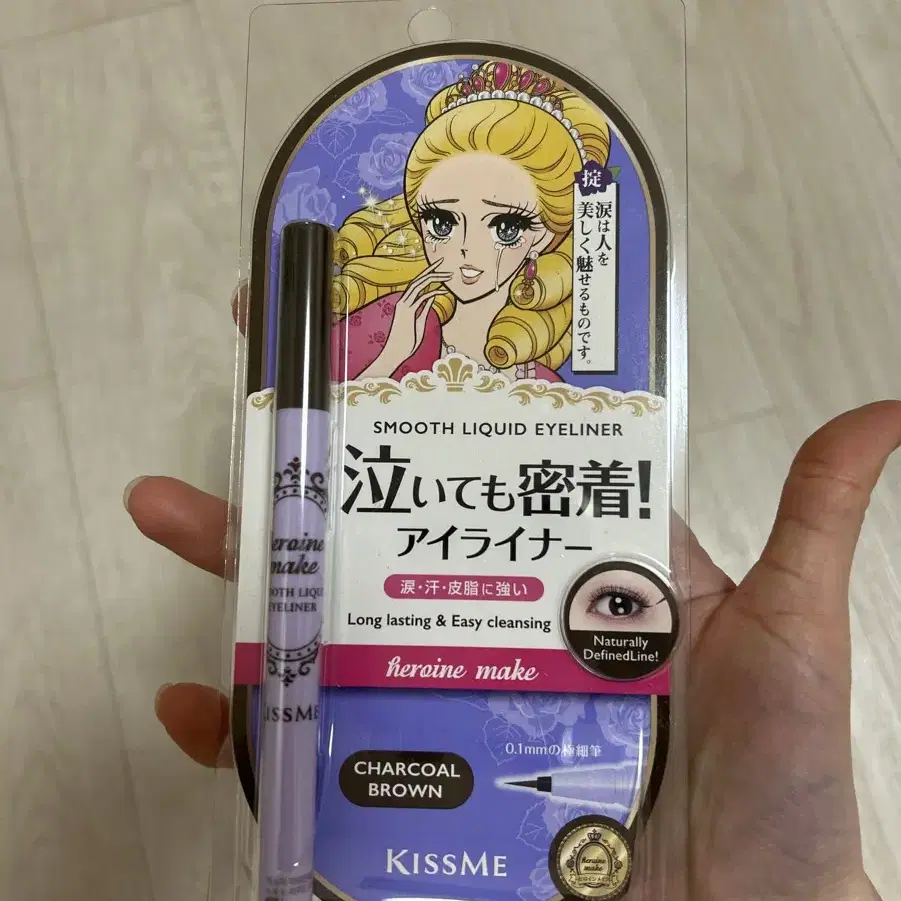 掟
涙は人を
美しく魅せるものです。
SMOOTH LIQUID EYELINER
泣いても密着!
アイライナー
涙・汗・皮脂に強い
Long lasting & Easy cleansing
Naturally
DefinedLine!
heroine make
0.1mmの極細筆
CHARCOAL
BROWN
KISSME
heroine
make
heroine
make
SMOOTH LIQUID
EYELINER
KISSME